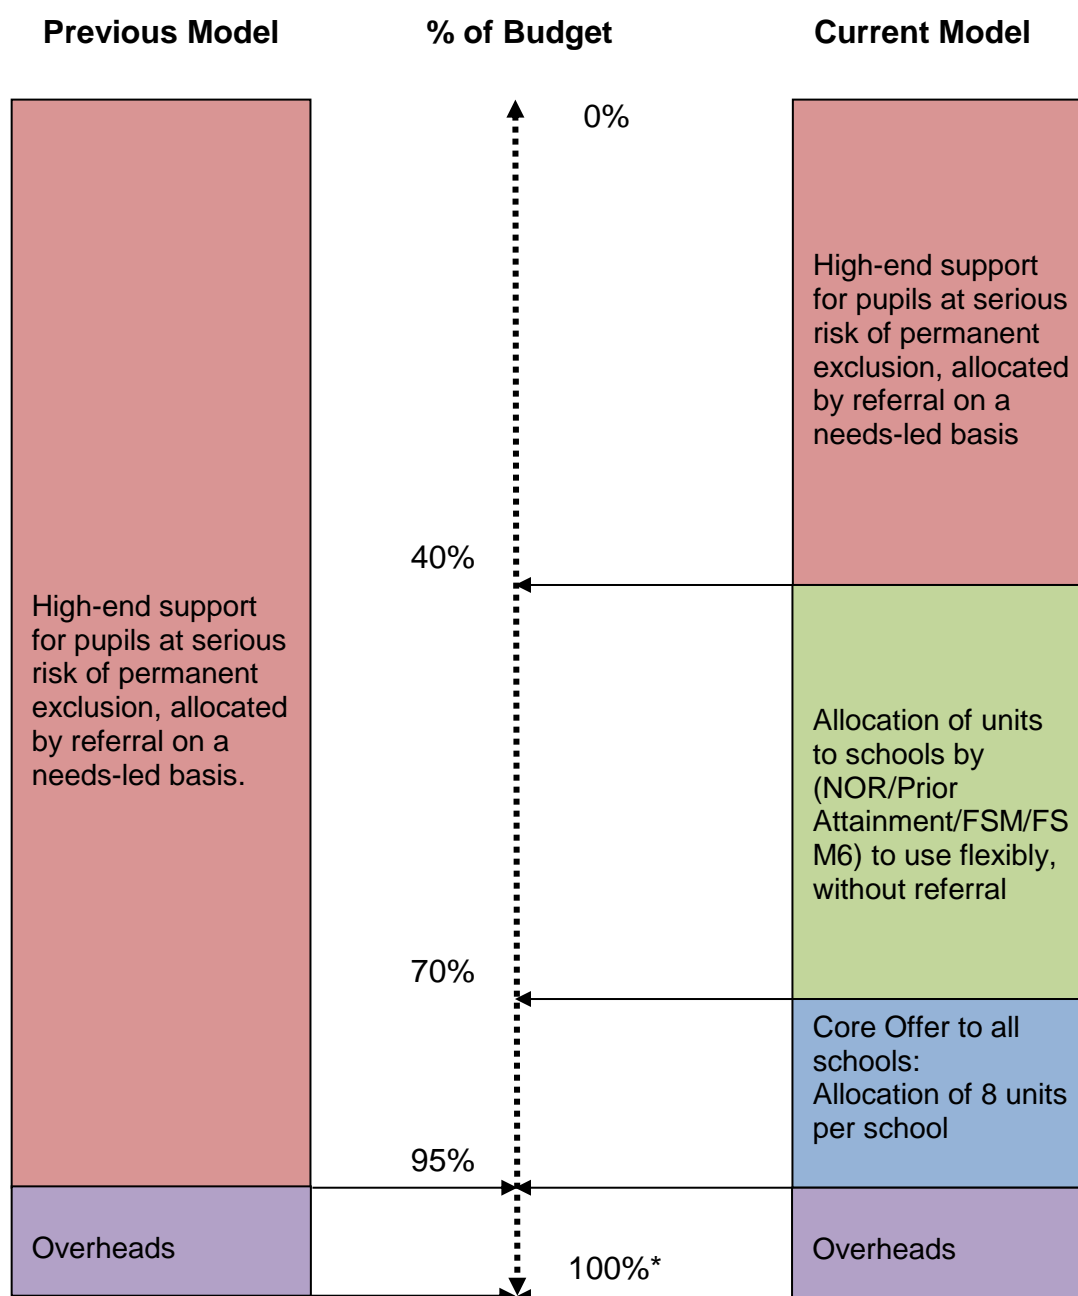 Previous Model
% of Budget
Current Model
0%
High-end support
for pupils at serious
risk of permanent
exclusion, allocated
by referral on a
needs-led basis
40%
High-end support
for pupils at serious
risk of permanent
exclusion, allocated
by referral on a
needs-led basis.
Allocation of units
to schools by
(NOR/Prior
Attainment/FSM/FS
M6) to use flexibly,
without referral
70%
Core Offer to all
schools:
Allocation of 8 units
per school
95%
Overheads
100%*
Overheads